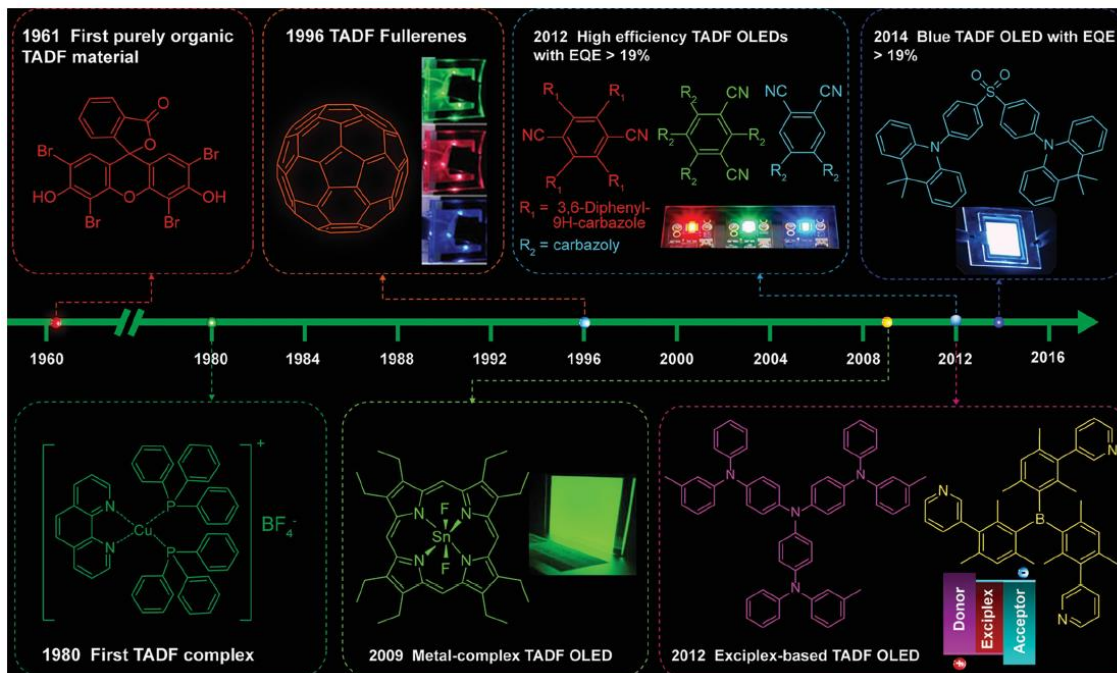 1961 First purely organic
TADF material
O
O
Br
Br
HO
O
OH
Br
Br
1996 TADF Fullerenes
2012 High efficiency TADF OLEDs
with EQE > 19%
R1
R1
NC
CN
R1
R1
R1 = 3,6-Diphenyl-
9H-carbazole
R2 = carbazoly
R2
CN
NC
R2
R2
CN
NC
CN
R2
R2
2014 Blue TADF OLED with EQE
> 19%
O
O
S
N
N
1960
1980
1984
1988
1992
1996
2000
2004
2008
2012
2016
+
N
N
Cu
P
P
BF4-
1980 First TADF complex
F
N
N
Sn
N
N
F
2009 Metal-complex TADF OLED
N
N
N
N
2012 Exciplex-based TADF OLED
N
N
B
N
Donor
Exciplex
Acceptor